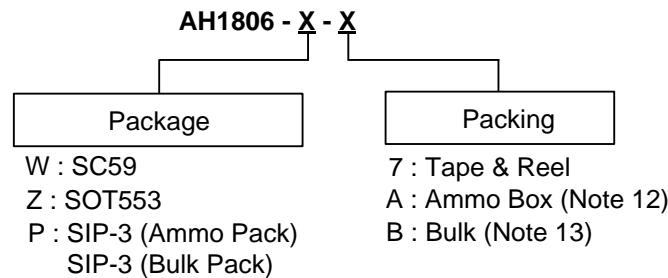 AH1806 - X - X
Package
W : SC59
Z : SOT553
P : SIP-3 (Ammo Pack)
SIP-3 (Bulk Pack)
Packing
7 : Tape & Reel
A : Ammo Box (Note 12)
B : Bulk (Note 13)